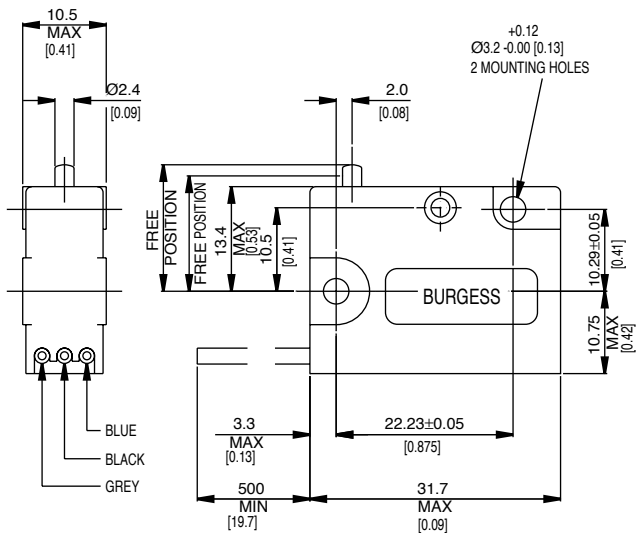 10.5
MAX
[0.41]
Ø2.4
[0.09]
2.0
[0.08]
+0.12
Ø3.2 -0.00 [0.13]
2 MOUNTING HOLES
FREE
POSITION
FREE POSITION
13.4
MAX
[0.53]
10.5
[0.41]
10.29±0.05
[0.41]
BURGESS
10.75
MAX
[0.42]
3.3
MAX
[0.13]
22.23±0.05
[0.875]
BLUE
BLACK
GREY
500
MIN
[19.7]
31.7
MAX
[0.09]